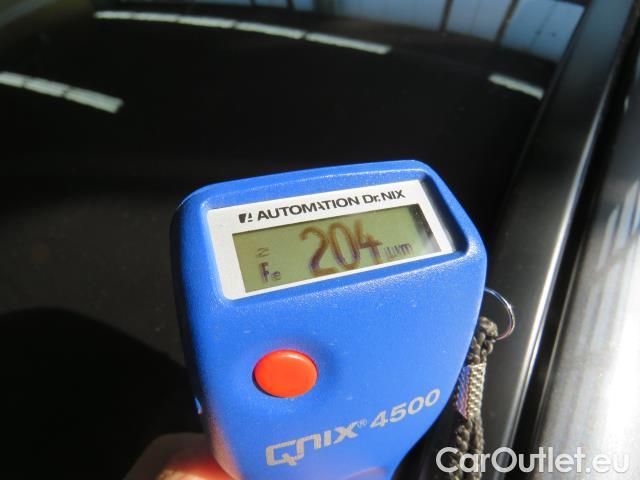 AUTOMATION Dr.NIX
204 µm
Fe
QNIX® 4500
CarOutlet.eu